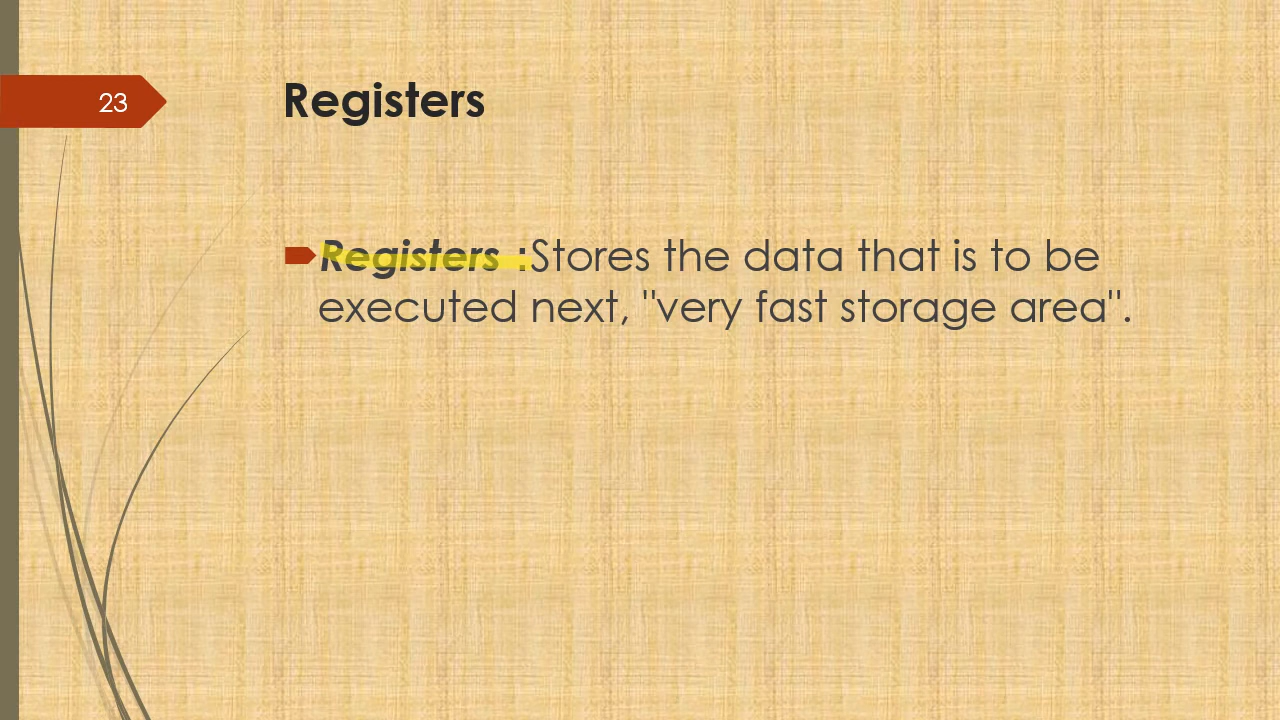 23
Registers
Registers :Stores the data that is to be
executed next, "very fast storage area".